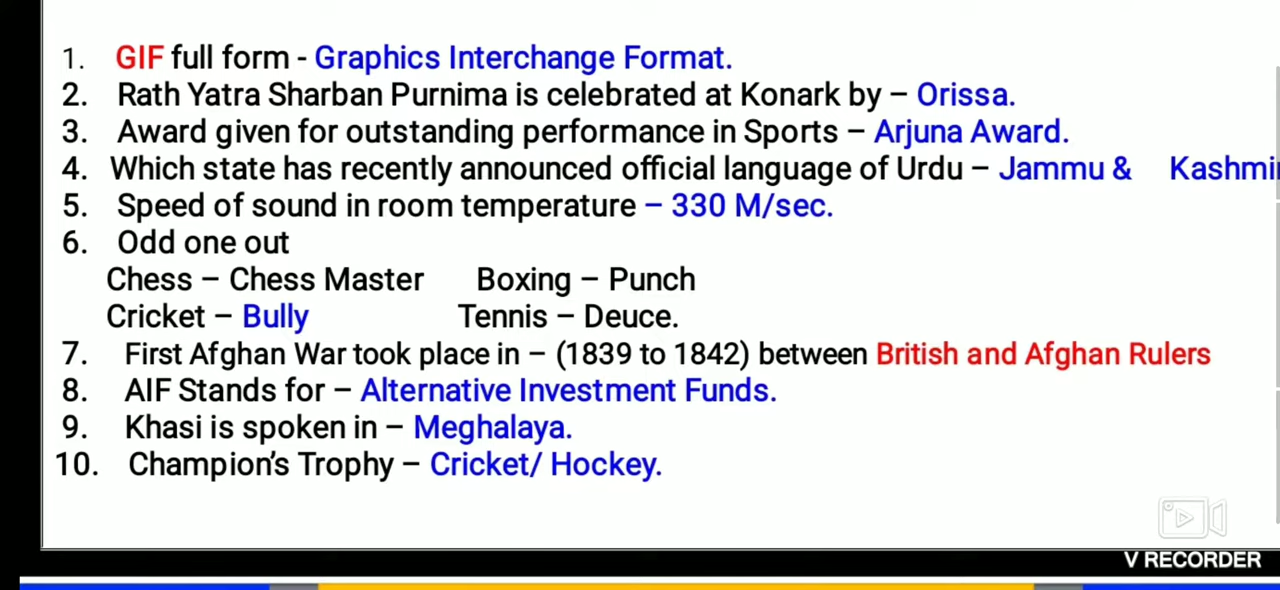 1. GIF full form - Graphics Interchange Format.
2. Rath Yatra Sharban Purnima is celebrated at Konark by – Orissa.
3. Award given for outstanding performance in Sports – Arjuna Award.
4. Which state has recently announced official language of Urdu – Jammu &
5. Speed of sound in room temperature – 330 M/sec.
6. Odd one out
Chess – Chess Master Boxing – Punch
Cricket – Bully Tennis – Deuce.
7. First Afghan War took place in – (1839 to 1842) between British and Afghan Rulers
8. AIF Stands for – Alternative Investment Funds.
9. Khasi is spoken in – Meghalaya.
10. Champion's Trophy – Cricket/ Hockey.
V RECORDER